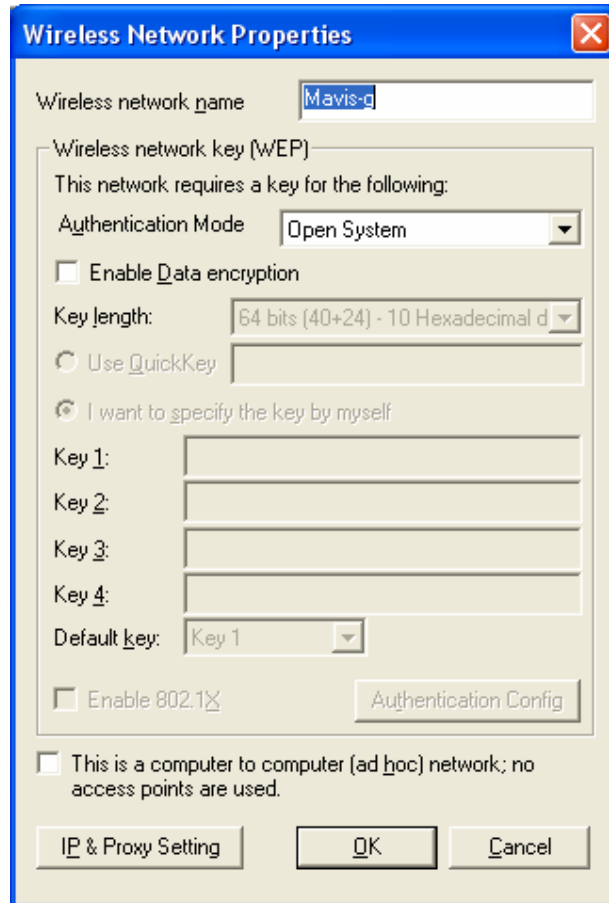 Wireless Network Properties
Wireless network name Mavis-g
Wireless network key (WEP)
This network requires a key for the following:
Authentication Mode Open System
Enable Data encryption
Key length: 64 bits (40+24) - 10 Hexadecimal d
Use QuickKey
I want to specify the key by myself
Key 1:
Key 2:
Key 3:
Key 4:
Default key: Key 1
Enable 802.1X Authentication Config
This is a computer to computer (ad hoc) network; no
access points are used.
IP & Proxy Setting OK Cancel